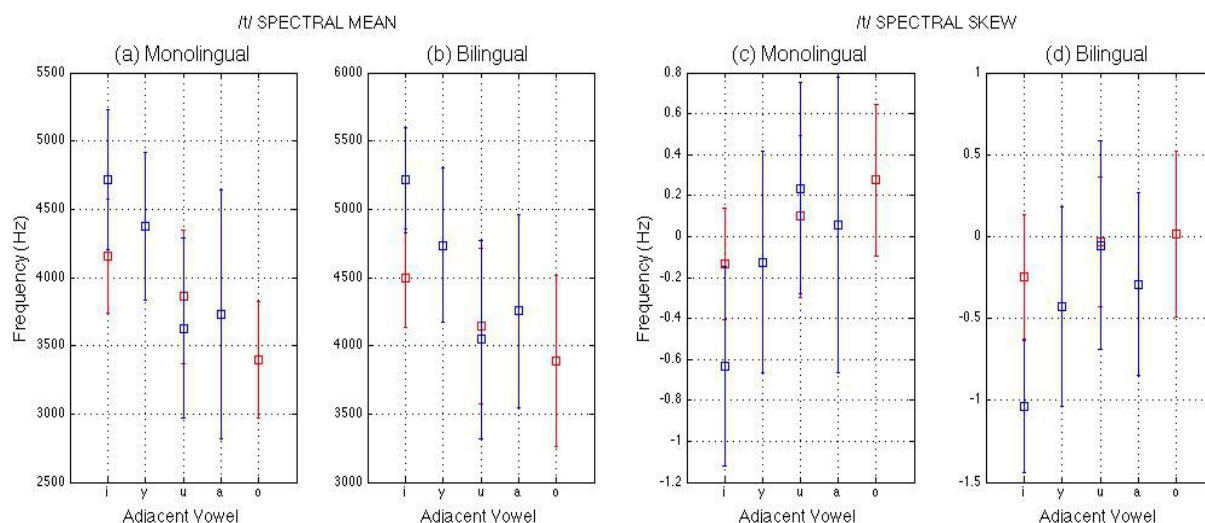 /t/ SPECTRAL MEAN
/t/ SPECTRAL SKEW
(a) Monolingual
5500
5000
4500
4000
3500
3000
2500
Frequency (Hz)
i y u a o
Adjacent Vowel
(b) Bilingual
6000
5500
5000
4500
4000
3500
3000
i y u a o
Adjacent Vowel
(c) Monolingual
0.8
0.6
0.4
0.2
0
-0.2
-0.4
-0.6
-0.8
-1
-1.2
Frequency (Hz)
i y u a o
Adjacent Vowel
(d) Bilingual
1
0.5
0
-0.5
-1
-1.5
i y u a o
Adjacent Vowel